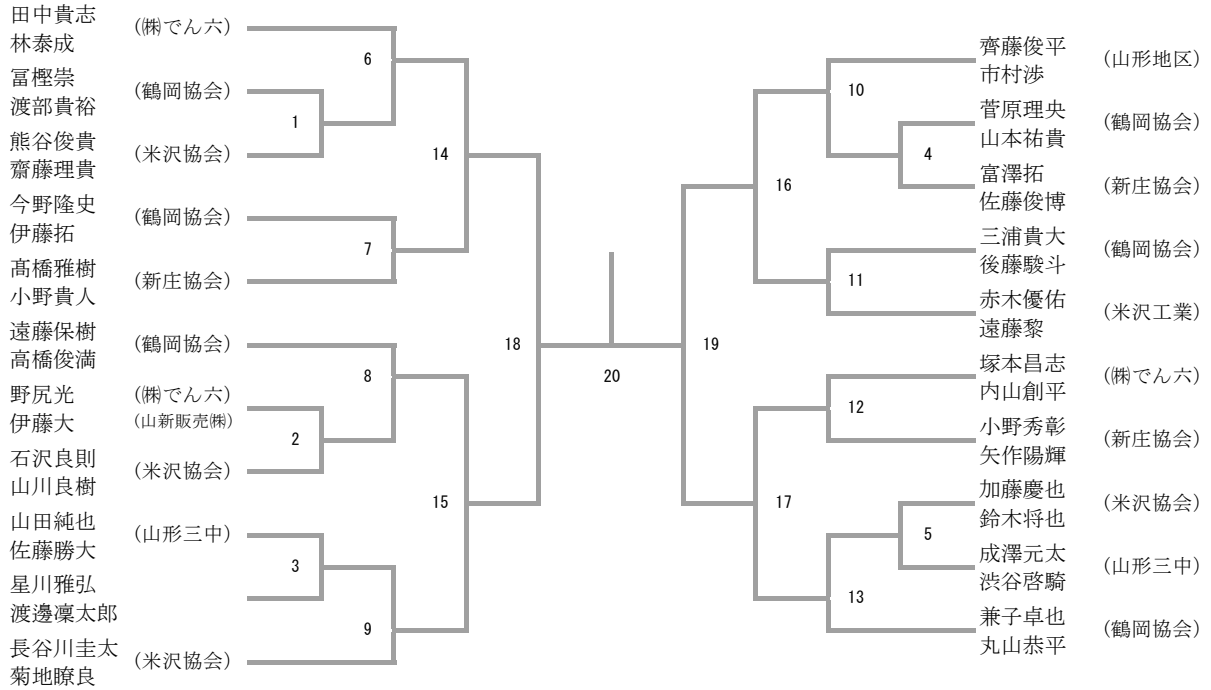 田中貴志
林泰成
(㈱でん六)
冨樫崇
渡部貴裕
(鶴岡協会)
熊谷俊貴
齋藤理貴
(米沢協会)
今野隆史
伊藤拓
(鶴岡協会)
髙橋雅樹
小野貴人
(新庄協会)
遠藤保樹
高橋俊満
(鶴岡協会)
野尻光
伊藤大
(㈱でん六)
(山新販売㈱)
石沢良則
山川良樹
(米沢協会)
山田純也
佐藤勝大
(山形三中)
星川雅弘
渡邊凜太郎
長谷川圭太
菊地瞭良
(米沢協会)
1
2
3
6
7
8
9
14
15
18
20
19
16
17
10
11
12
13
4
5
齊藤俊平
市村渉
(山形地区)
菅原理央
山本祐貴
(鶴岡協会)
富澤拓
佐藤俊博
(新庄協会)
三浦貴大
後藤駿斗
(鶴岡協会)
赤木優佑
遠藤黎
(米沢工業)
塚本昌志
内山創平
(㈱でん六)
小野秀彰
矢作陽輝
(新庄協会)
加藤慶也
鈴木将也
(米沢協会)
成澤元太
渋谷啓騎
(山形三中)
兼子卓也
丸山恭平
(鶴岡協会)